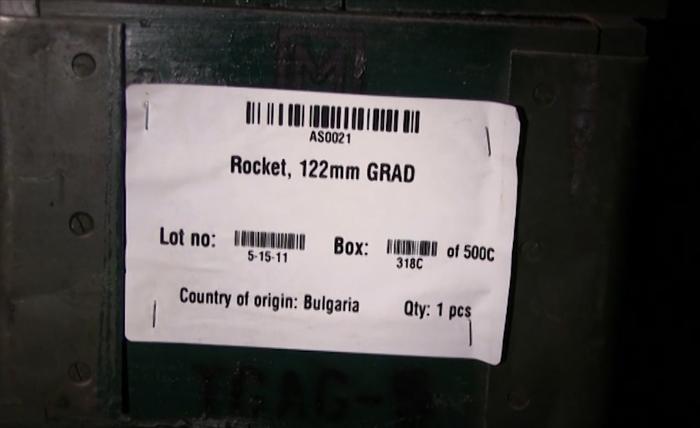 M
AS0021
Rocket, 122mm GRAD
Lot no: 5-15-11 Box: 318C of 500C
Country of origin: Bulgaria Qty: 1 pcs